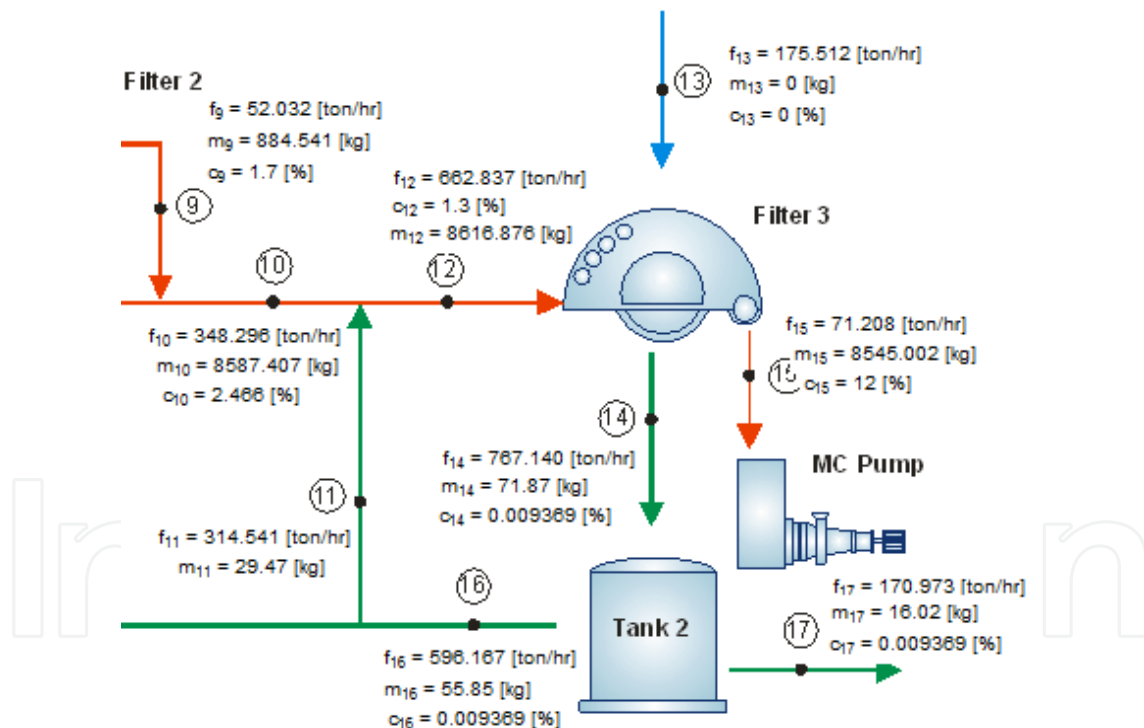 Filter 2
f9 = 52.032 [ton/hr]
m9 = 884.541 [kg]
c9 = 1.7 [%]
9
f13 = 175.512 [ton/hr]
m13 = 0 [kg]
c13 = 0 [%]
13
f12 = 662.837 [ton/hr]
c12 = 1.3 [%]
m12 = 8616.876 [kg]
Filter 3
10
12
f10 = 348.296 [ton/hr]
m10 = 8587.407 [kg]
c10 = 2.466 [%]
f15 = 71.208 [ton/hr]
m15 = 8545.002 [kg]
15
c15 = 12 [%]
14
f14 = 767.140 [ton/hr]
m14 = 71.87 [kg]
c14 = 0.009369 [%]
MC Pump
11
f11 = 314.541 [ton/hr]
m11 = 29.47 [kg]
16
Tank 2
f17 = 170.973 [ton/hr]
m17 = 16.02 [kg]
c17 = 0.009369 [%]
17
f16 = 596.167 [ton/hr]
m16 = 55.85 [kg]
c16 = 0.009369 [%]